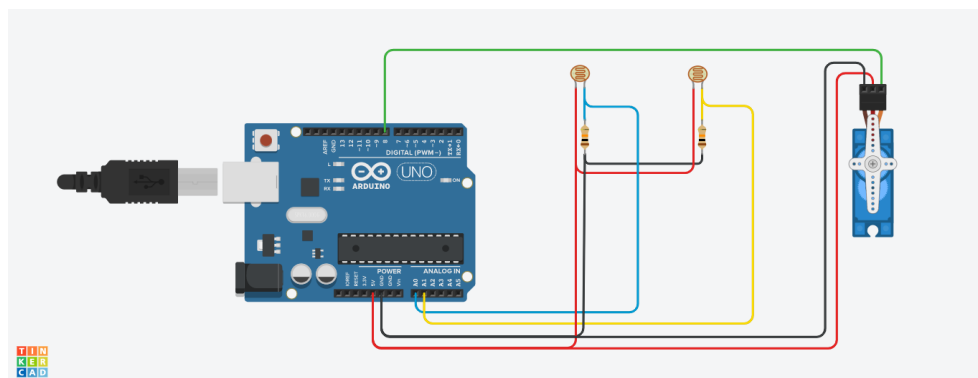 AREF
GND
13
12
~11
~10
~9
8
7
~6
~5
4
~3
2
TX→1
RX←0
DIGITAL (PWM~)
L
TX
RX
ARDUINO
UNO
ON
POWER
ANALOG IN
IOREF
RESET
3.3V
5V
GND
GND
Vin
A0
A1
A2
A3
A4
A5
TIN
KER
CAD